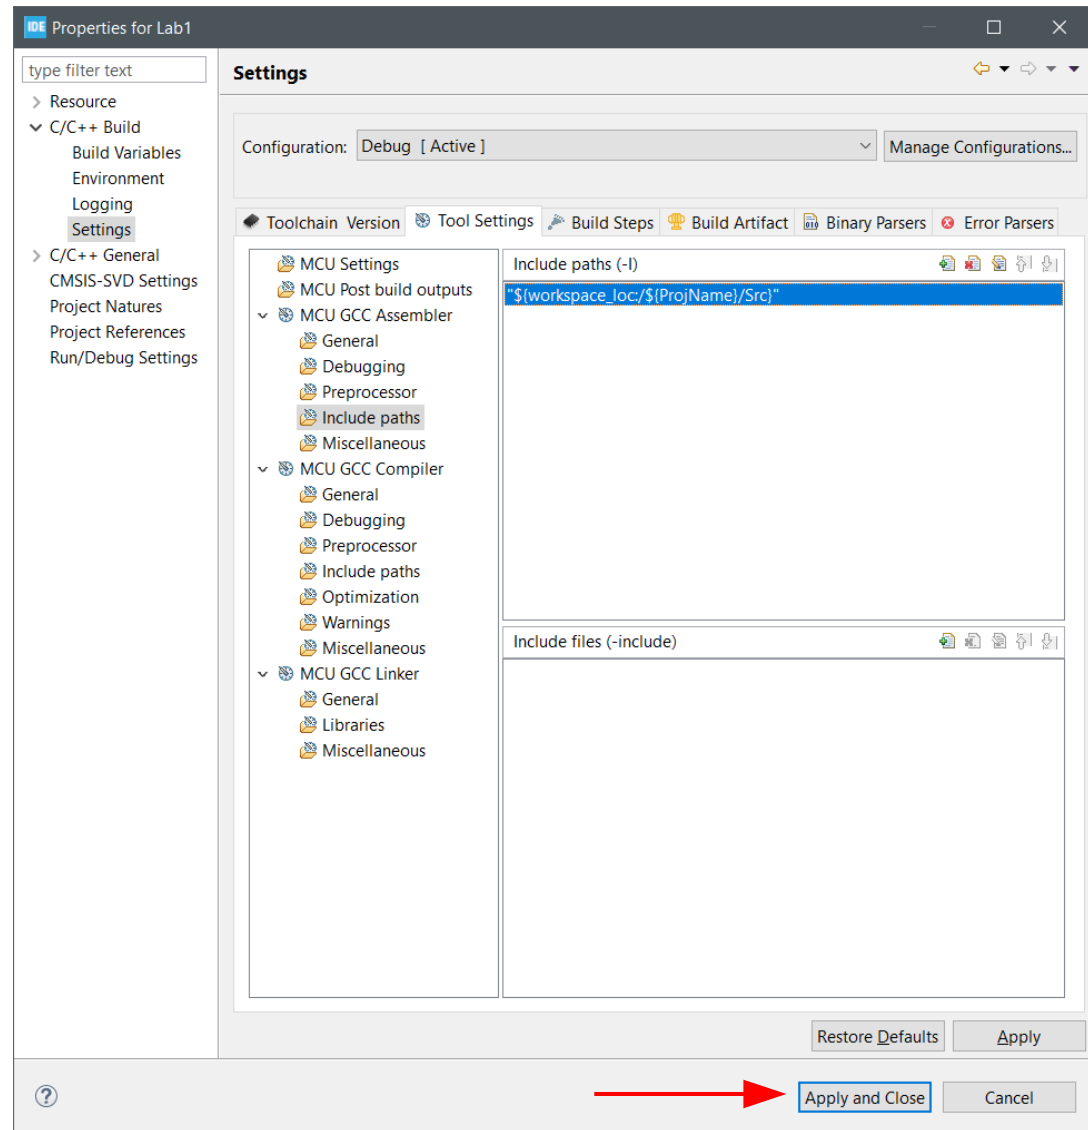 IDE Properties for Lab1
type filter text
Resource
C/C++ Build
Build Variables
Environment
Logging
Settings
C/C++ General
CMSIS-SVD Settings
Project Natures
Project References
Run/Debug Settings
Settings
Configuration: Debug [ Active ] Manage Configurations...
Toolchain Version Tool Settings Build Steps Build Artifact Binary Parsers Error Parsers
MCU Settings
MCU Post build outputs
MCU GCC Assembler
General
Debugging
Preprocessor
Include paths
Miscellaneous
MCU GCC Compiler
General
Debugging
Preprocessor
Include paths
Optimization
Warnings
Miscellaneous
MCU GCC Linker
General
Libraries
Miscellaneous
Include paths (-I)
"${workspace_loc:/${ProjName}/Src}"
Include files (-include)
Restore Defaults Apply
? Apply and Close Cancel